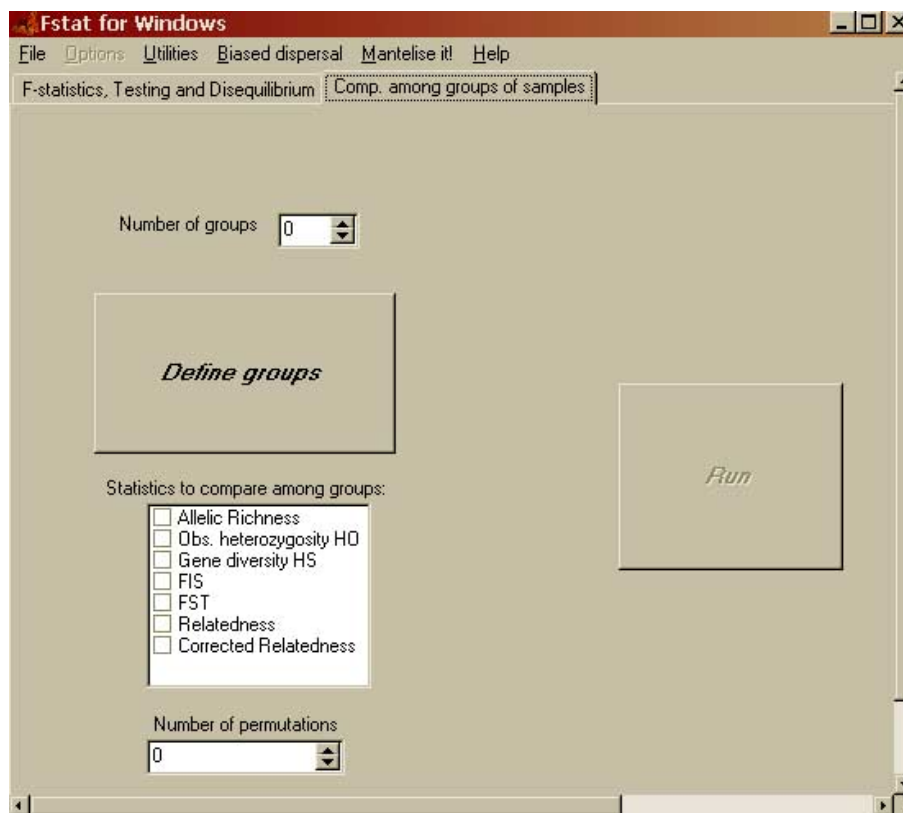 Fstat for Windows
File Options Utilities Biased dispersal Mantelise it! Help
F-statistics, Testing and Disequilibrium Comp. among groups of samples
Number of groups 0
Define groups
Run
Statistics to compare among groups:
Allelic Richness
Obs. heterozygosity HO
Gene diversity HS
FIS
FST
Relatedness
Corrected Relatedness
Number of permutations
0